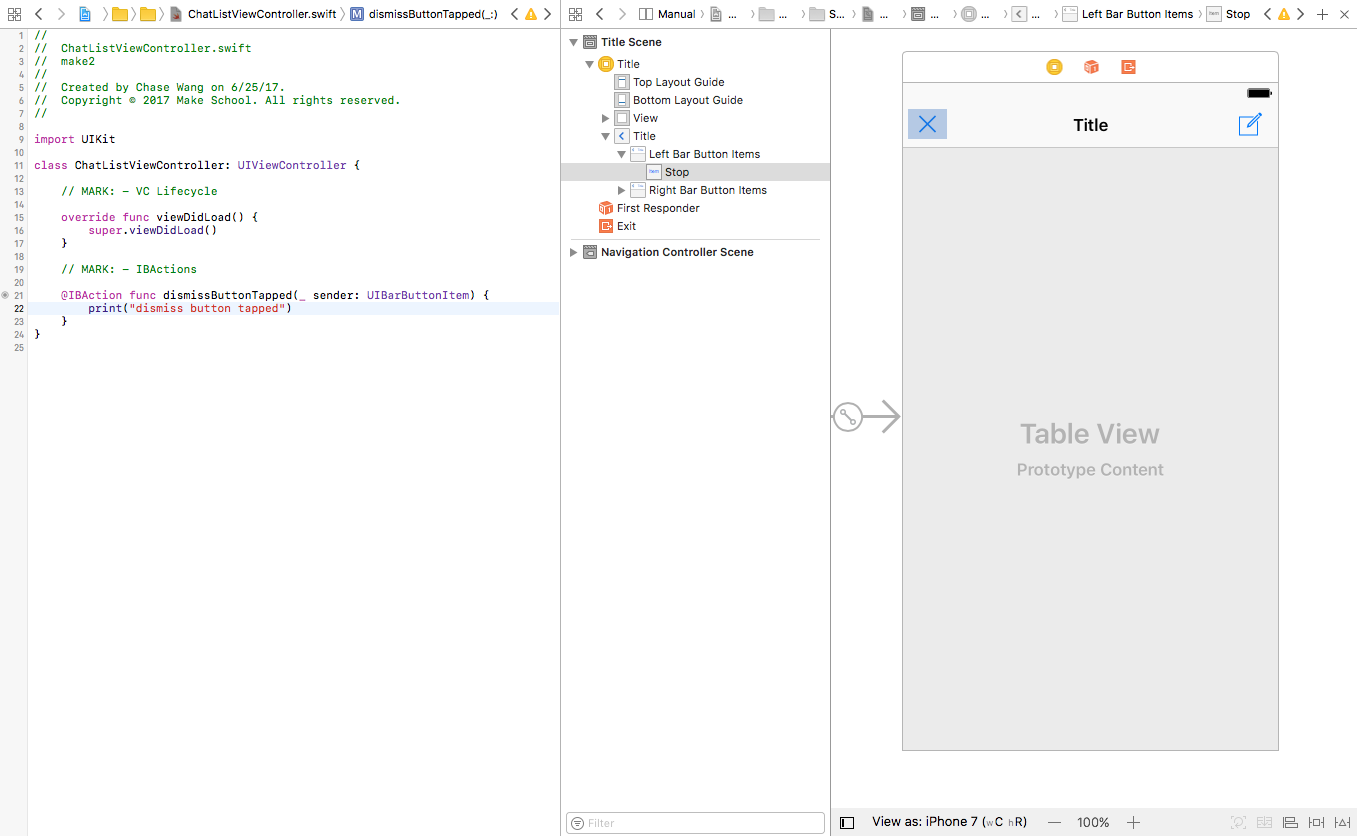 ChatListViewController.swift dismissButtonTapped(_:)
Manual ... ... S... ... ... ... ... Left Bar Button Items Stop
1 //
2 //  ChatListViewController.swift
3 //  make2
4 //
5 //  Created by Chase Wang on 6/25/17.
6 //  Copyright © 2017 Make School. All rights reserved.
7 //
8
9 import UIKit
10
11 class ChatListViewController: UIViewController {
12
13     // MARK: - VC Lifecycle
14
15     override func viewDidLoad() {
16         super.viewDidLoad()
17     }
18
19     // MARK: - IBActions
20
21     @IBAction func dismissButtonTapped(_ sender: UIBarButtonItem) {
22         print("dismiss button tapped")
23     }
24 }
25
Title Scene
Title
Top Layout Guide
Bottom Layout Guide
View
Title
Left Bar Button Items
Stop
Right Bar Button Items
First Responder
Exit
Navigation Controller Scene
Filter
Title
Table View
Prototype Content
View as: iPhone 7 (wC hR) — 100% +